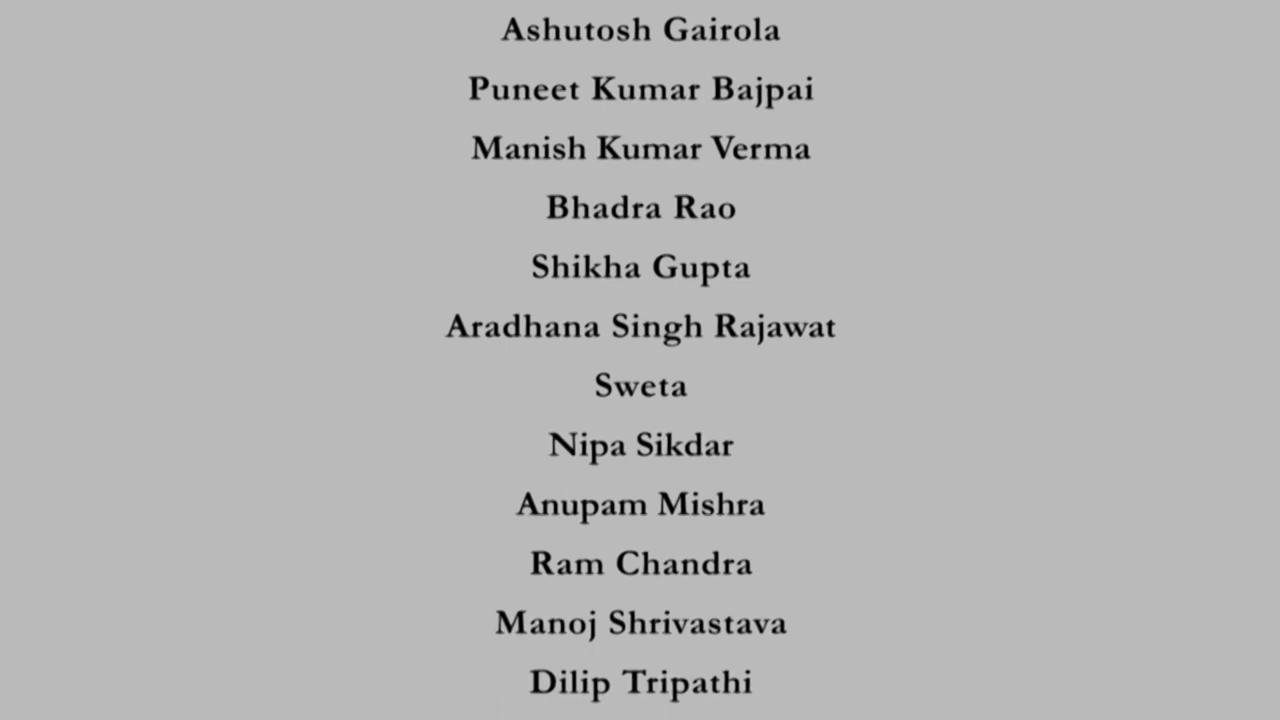 Ashutosh Gairola
Puneet Kumar Bajpai
Manish Kumar Verma
Bhadra Rao
Shikha Gupta
Aradhana Singh Rajawat
Sweta
Nipa Sikdar
Anupam Mishra
Ram Chandra
Manoj Shrivastava
Dilip Tripathi